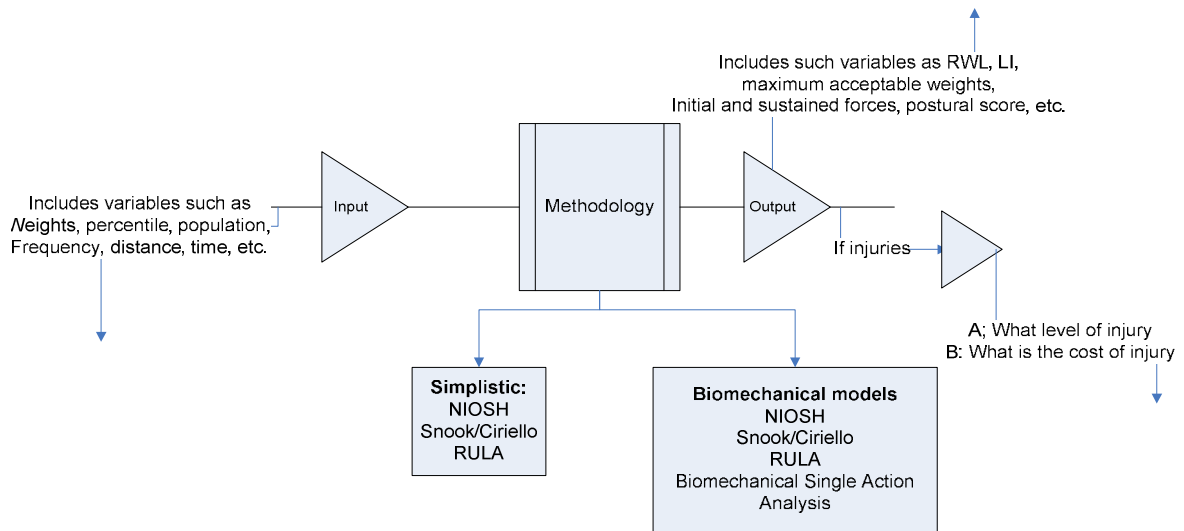 Includes such variables as RWL, LI,
maximum acceptable weights,
Initial and sustained forces, postural score, etc.
Includes variables such as
Neights, percentile, population,
Frequency, distance, time, etc.
Input
Methodology
Output
If injuries
A; What level of injury
B: What is the cost of injury
Simplistic:
NIOSH
Snook/Ciriello
RULA
Biomechanical models
NIOSH
Snook/Ciriello
RULA
Biomechanical Single Action
Analysis